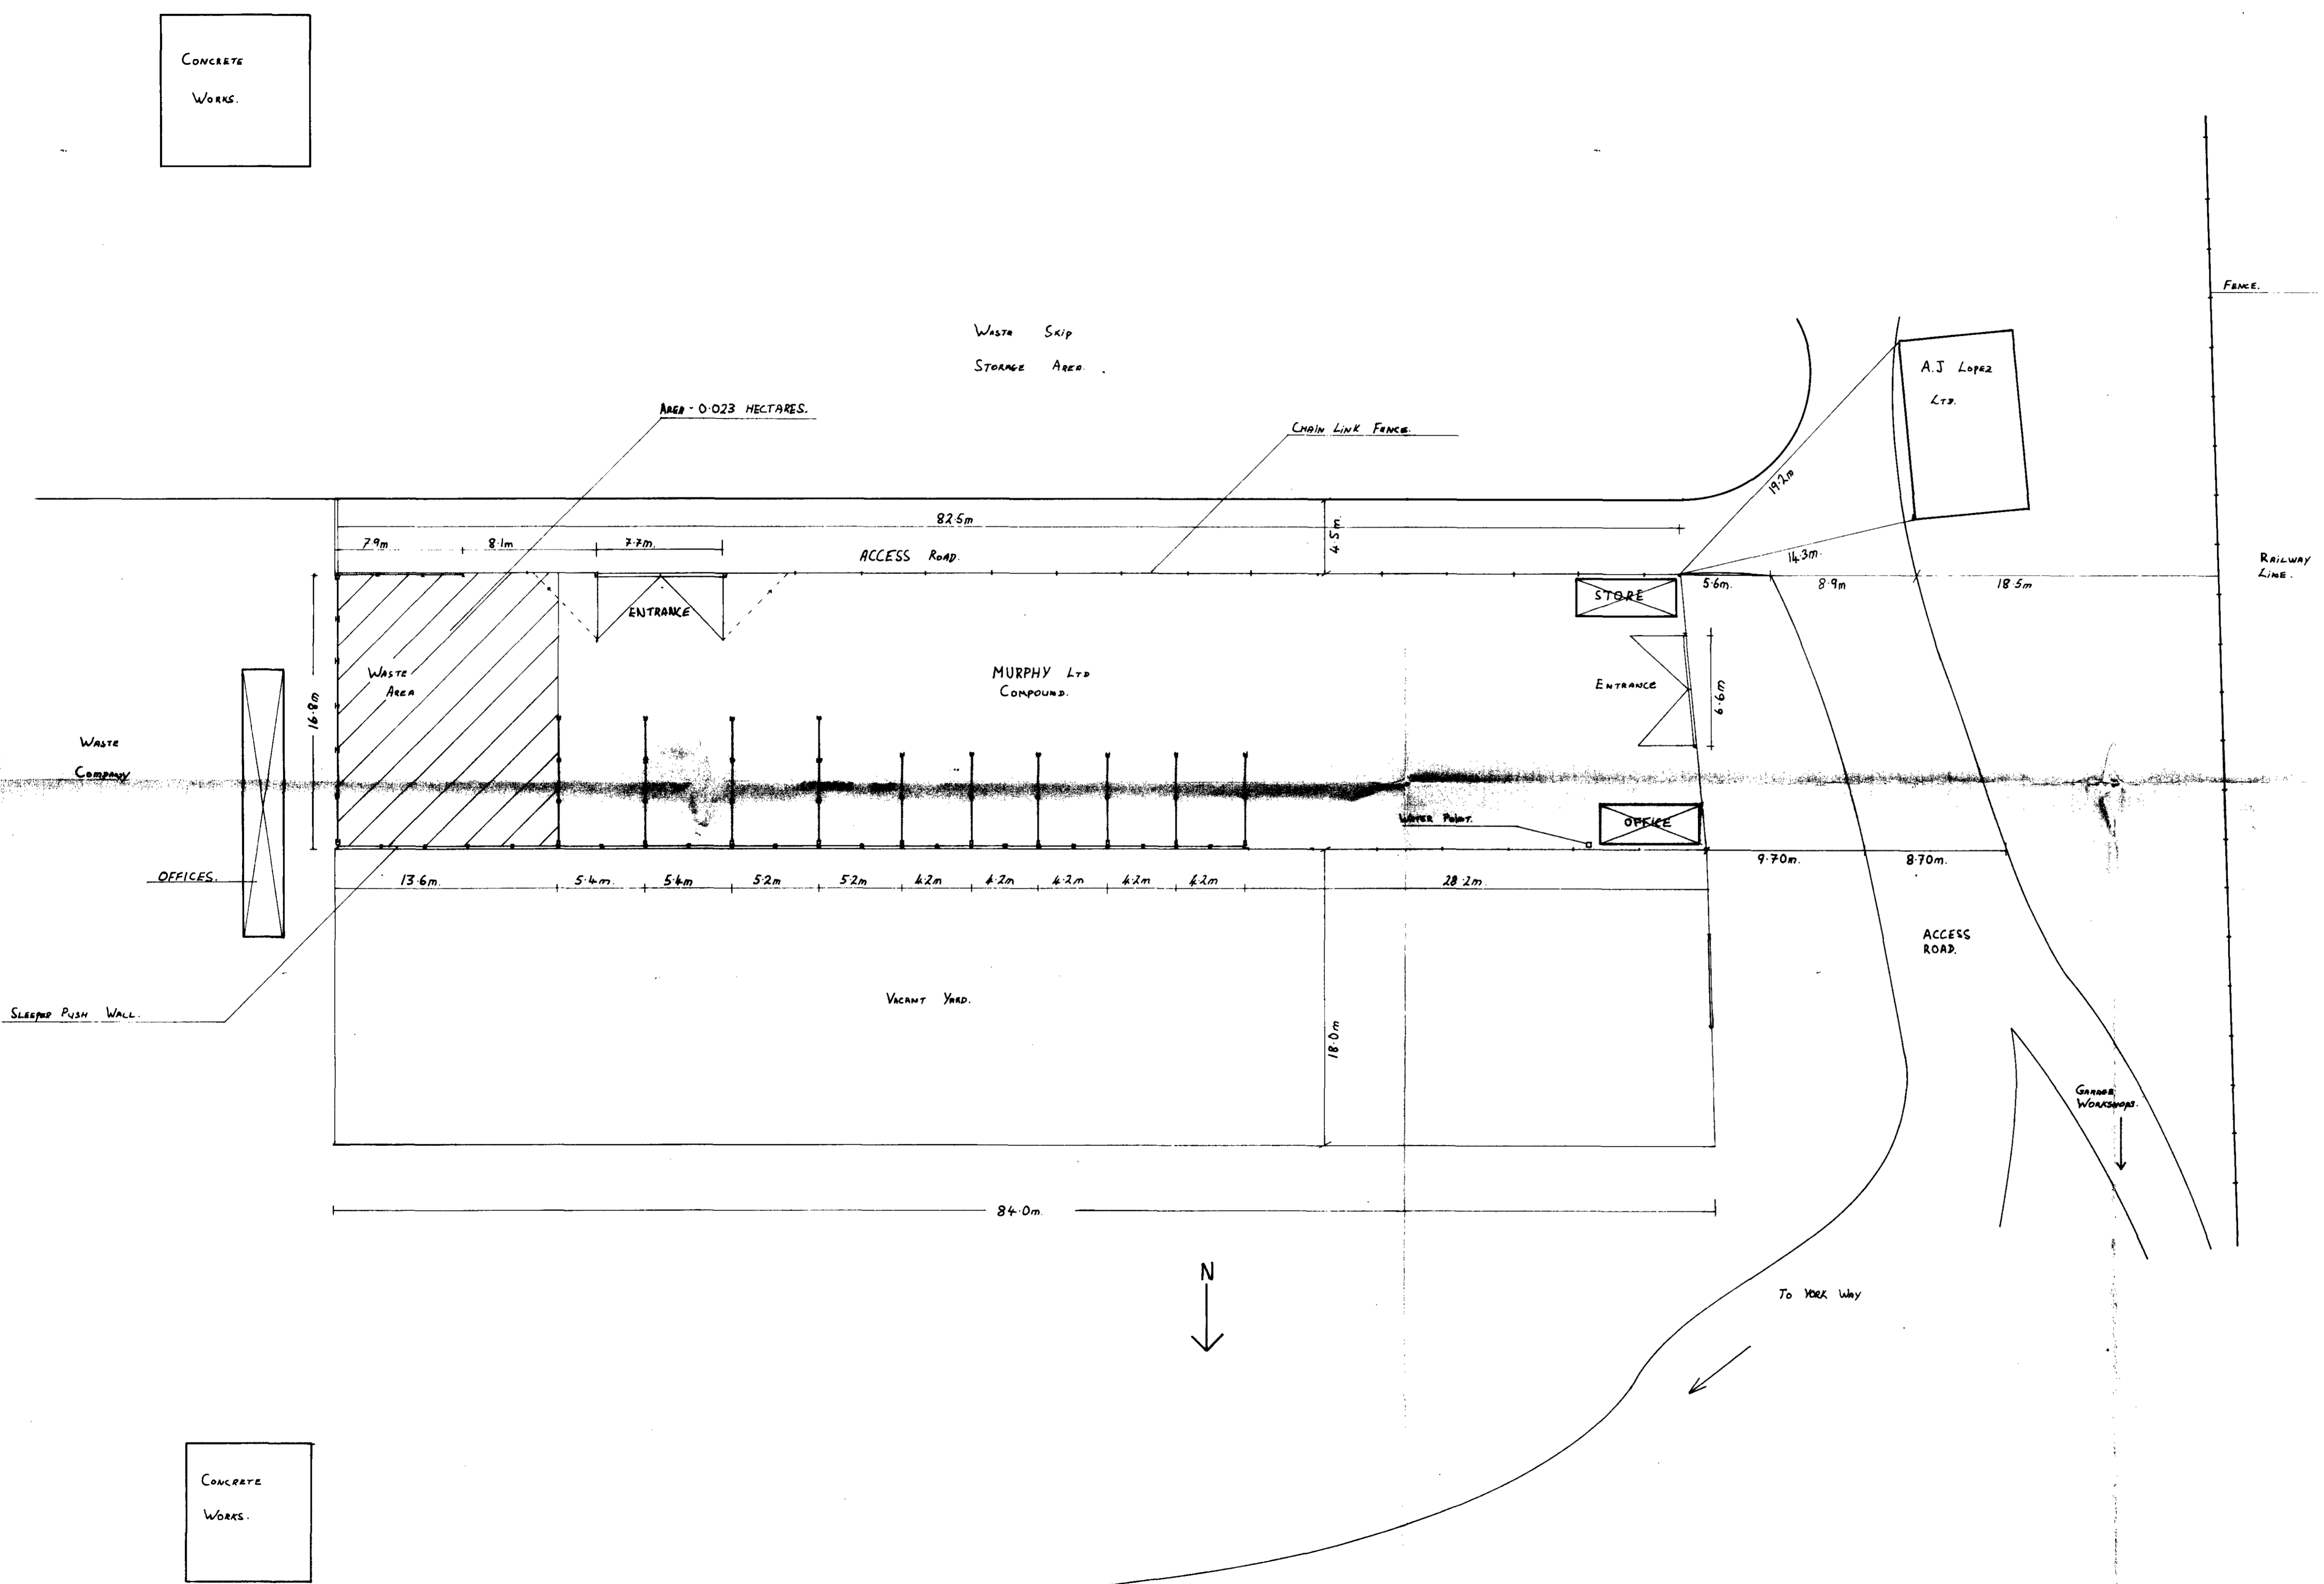 CONCRETE
WORKS.
FENCE.
WASTE SKIP
STORAGE AREA.
A.J LOPEZ
LTD.
AREA - 0.023 HECTARES.
CHAIN LINK FENCE.
19.2m
82.5m
4.5m.
7.9m
8.1m
7.7m.
ACCESS ROAD.
14.3m.
RAILWAY
LINE.
5.6m.
8.9m
18.5m
STORE
ENTRANCE
WASTE
AREA
MURPHY LTD
COMPOUND.
ENTRANCE
6.6m
16.8m
WASTE
COMPANY
WATER POINT.
OFFICE
9.70m.
8.70m.
OFFICES.
13.6m.
5.4m.
5.4m
5.2m
5.2m
4.2m
4.2m
4.2m
4.2m
4.2m
28.2m.
ACCESS
ROAD.
VACANT YARD.
SLEEPER PUSH WALL.
18.0m
GARAGE
WORKSHOPS.
84.0m.
N
TO YORK WAY
CONCRETE
WORKS.